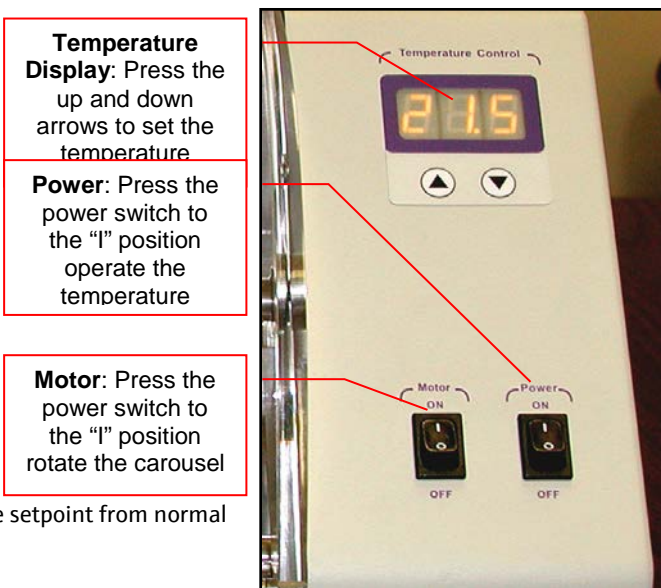 Temperature
Display: Press the
up and down
arrows to set the
temperature
Power: Press the
power switch to
the “I” position
operate the
temperature
Motor: Press the
power switch to
the “I” position
rotate the carousel
e setpoint from normal
Temperature Control
21.5
Motor
ON
OFF
Power
ON
OFF